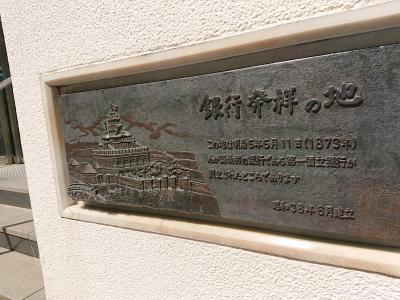 銀行発祥の地
この地は明治6年6月11日(1873年)
わが国最初の銀行である第一国立銀行が
創立されたところであります
昭和38年6月建立